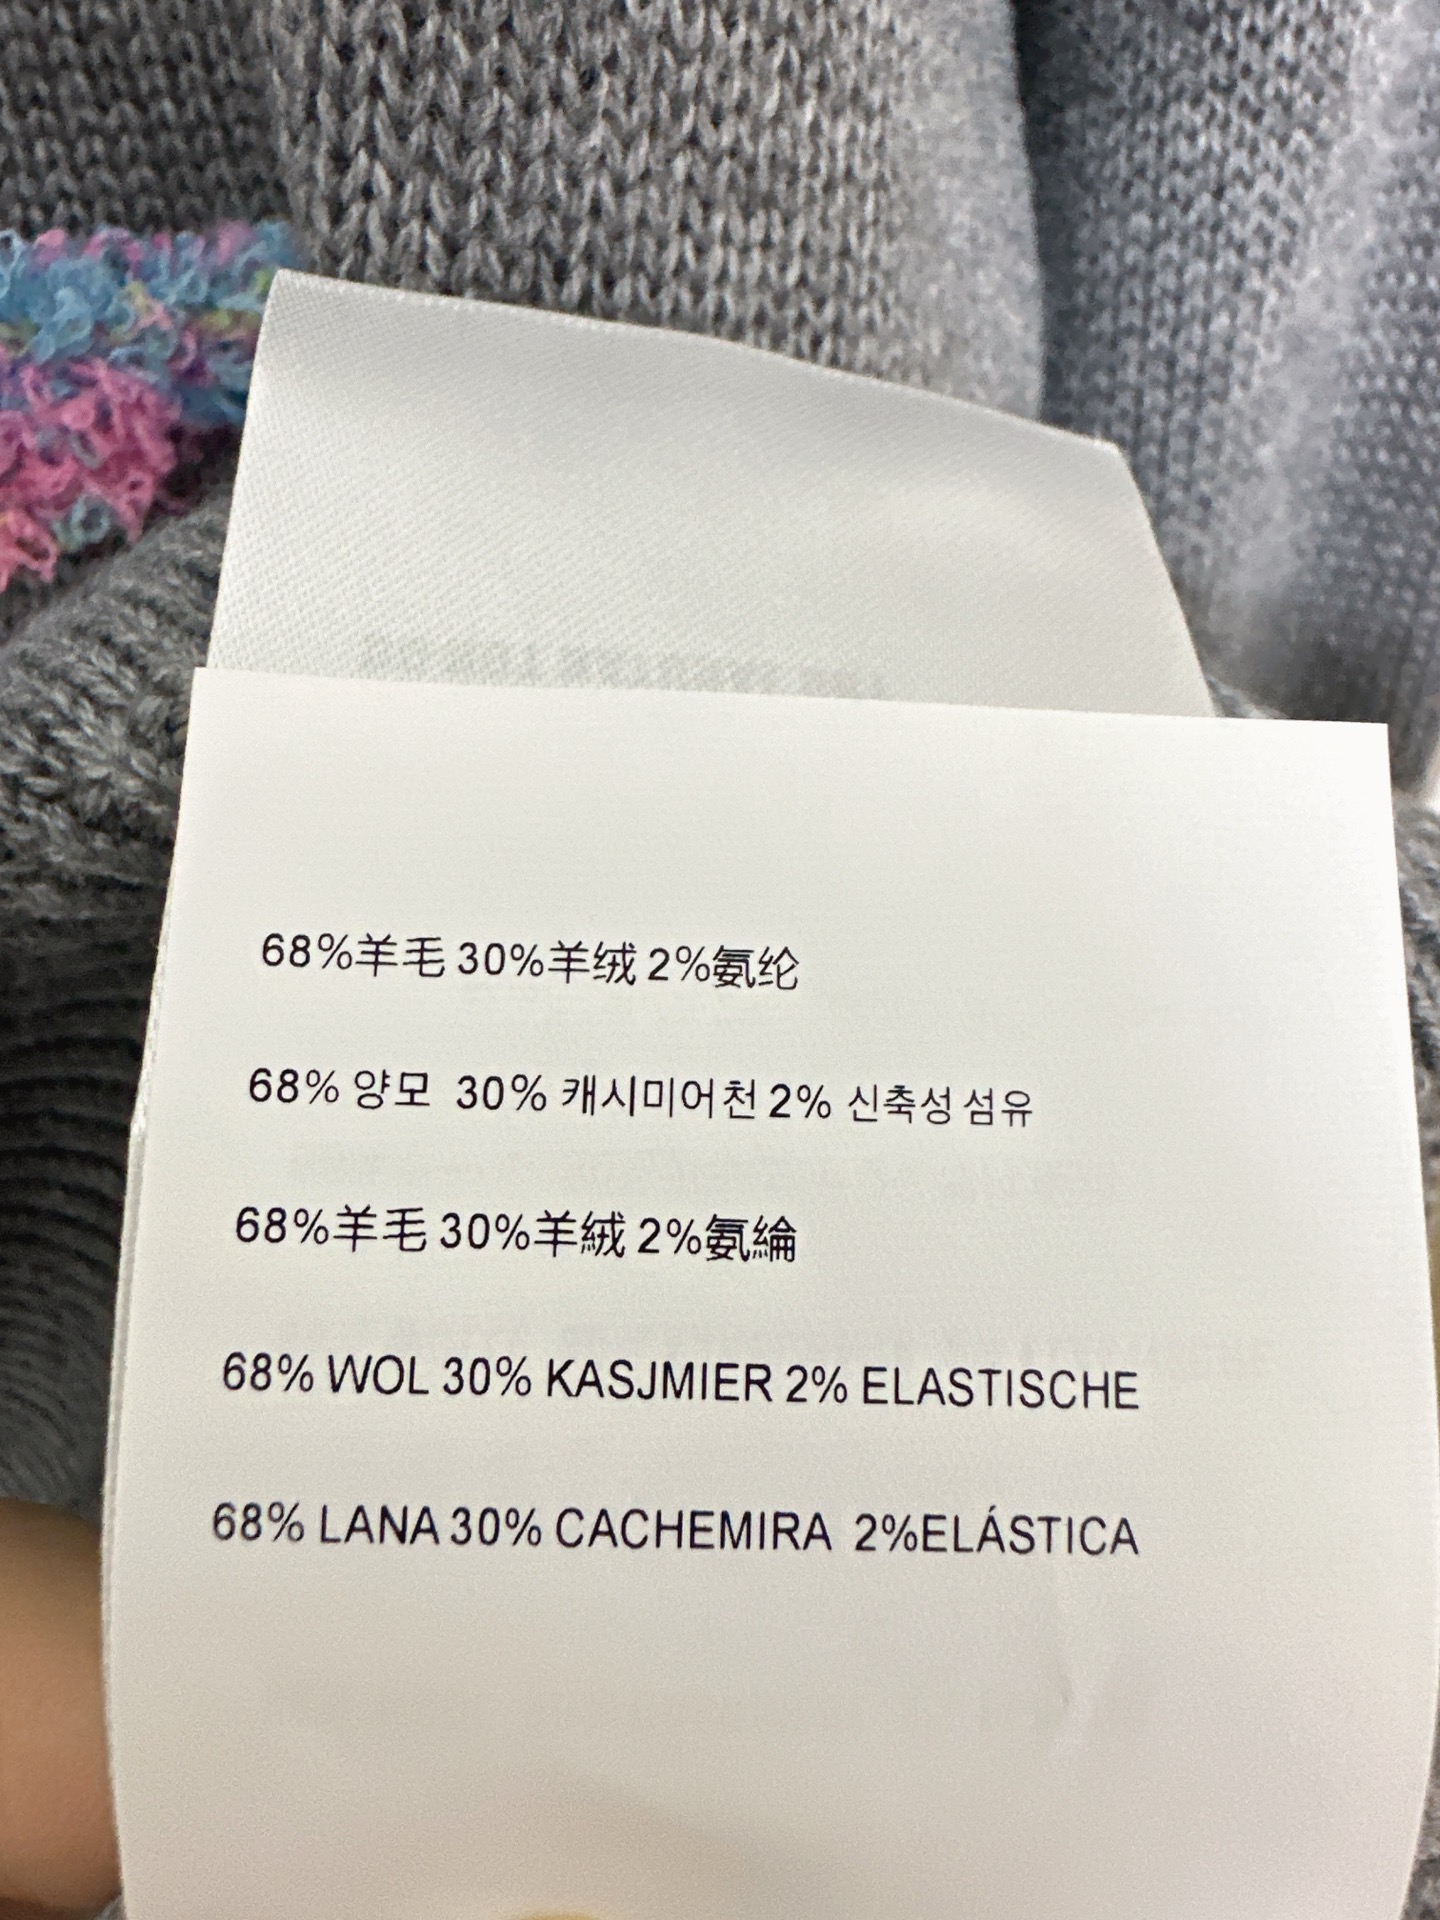 68%羊毛 30%羊绒 2%氨纶
68% 양모 30% 캐시미어천 2% 신축성 섬유
68%羊毛 30%羊絨 2%氨綸
68% WOL 30% KASJMIER 2% ELASTISCHE
68% LANA 30% CACHEMIRA 2%ELÁSTICA